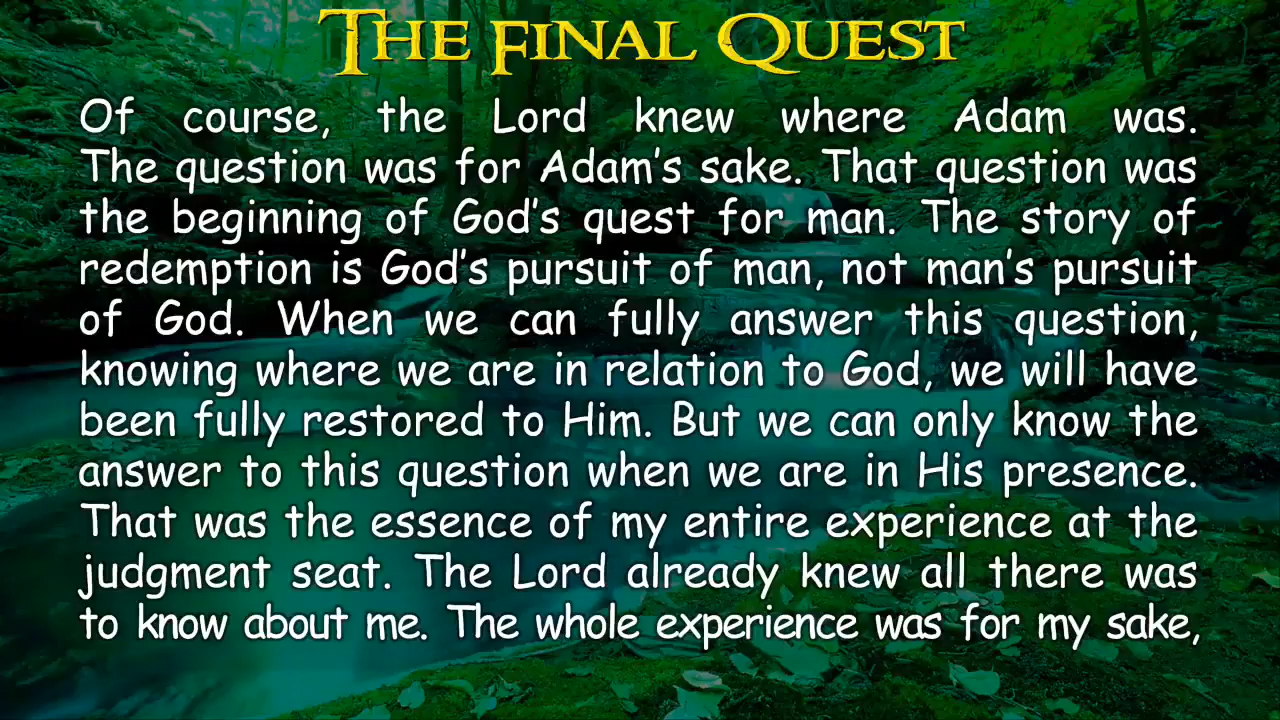 The Final Quest
Of course, the Lord knew where Adam was.
The question was for Adam's sake. That question was
the beginning of God's quest for man. The story of
redemption is God's pursuit of man, not man's pursuit
of God. When we can fully answer this question,
knowing where we are in relation to God, we will have
been fully restored to Him. But we can only know the
answer to this question when we are in His presence.
That was the essence of my entire experience at the
judgment seat. The Lord already knew all there was
to know about me. The whole experience was for my sake,